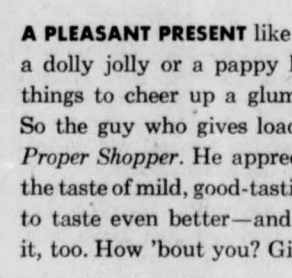 A PLEASANT PRESENT like
a dolly jolly or a pappy
things to cheer up a glum
So the guy who gives load
Proper Shopper. He appre
the taste of mild, good-tasti
to taste even better—and
it, too. How 'bout you? Gi